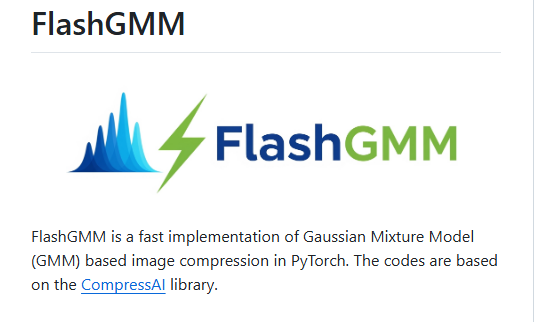 FlashGMM
FlashGMM
FlashGMM is a fast implementation of Gaussian Mixture Model
(GMM) based image compression in PyTorch. The codes are based
on the CompressAI library.